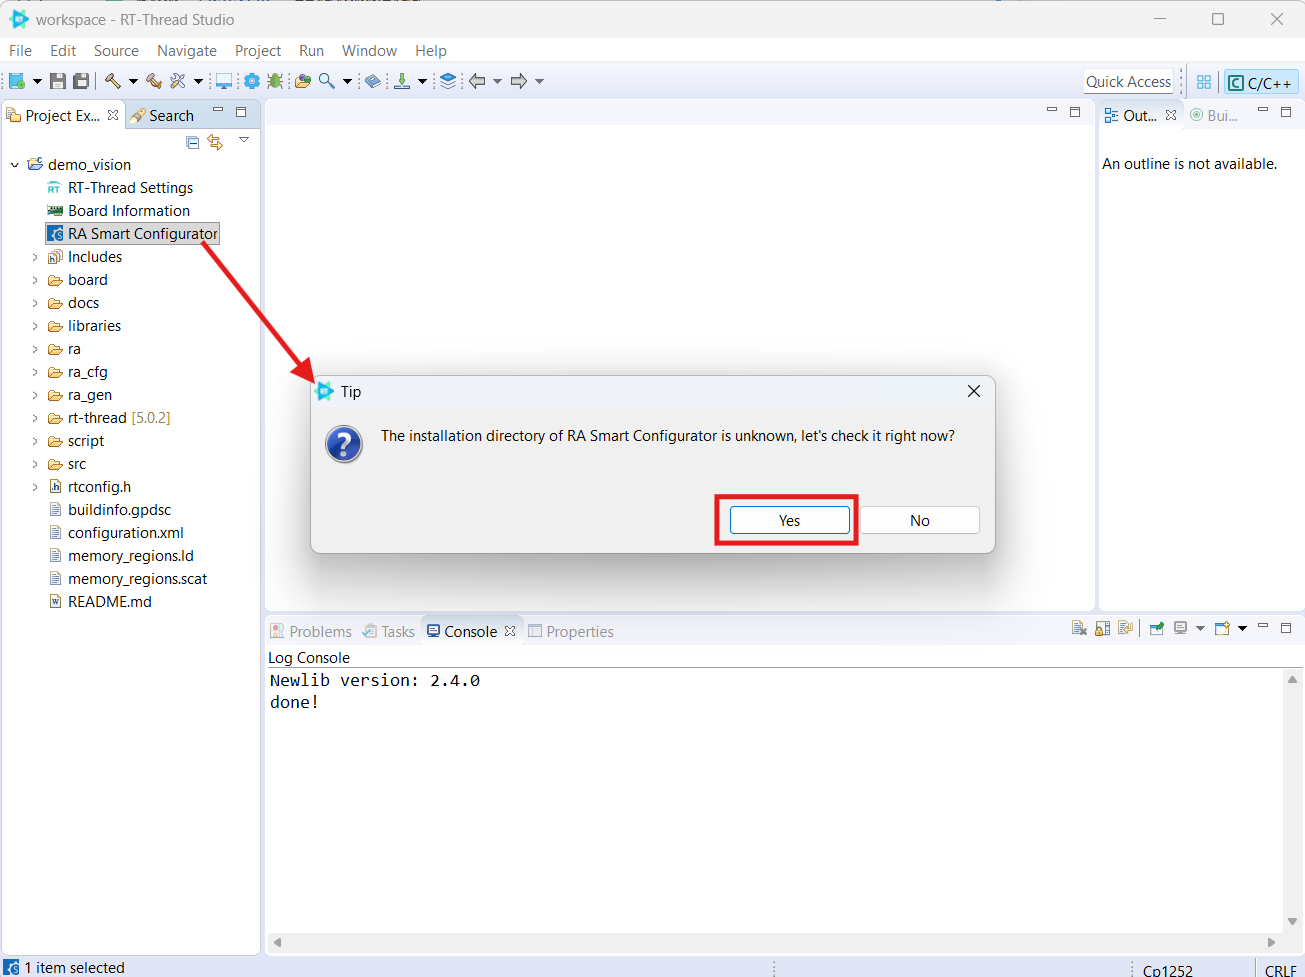 workspace - RT-Thread Studio
File Edit Source Navigate Project Run Window Help
Quick Access
C/C++
Project Ex...
Search
Out...
Bui...
An outline is not available.
demo_vision
RT-Thread Settings
Board Information
RA Smart Configurator
Includes
board
docs
libraries
ra
ra_cfg
ra_gen
rt-thread [5.0.2]
script
src
rtconfig.h
buildinfo.gpdsc
configuration.xml
memory_regions.ld
memory_regions.scat
README.md
Tip
The installation directory of RA Smart Configurator is unknown, let's check it right now?
Yes No
Problems Tasks Console Properties
Log Console
Newlib version: 2.4.0
done!
1 item selected
Cp1252
CRLF